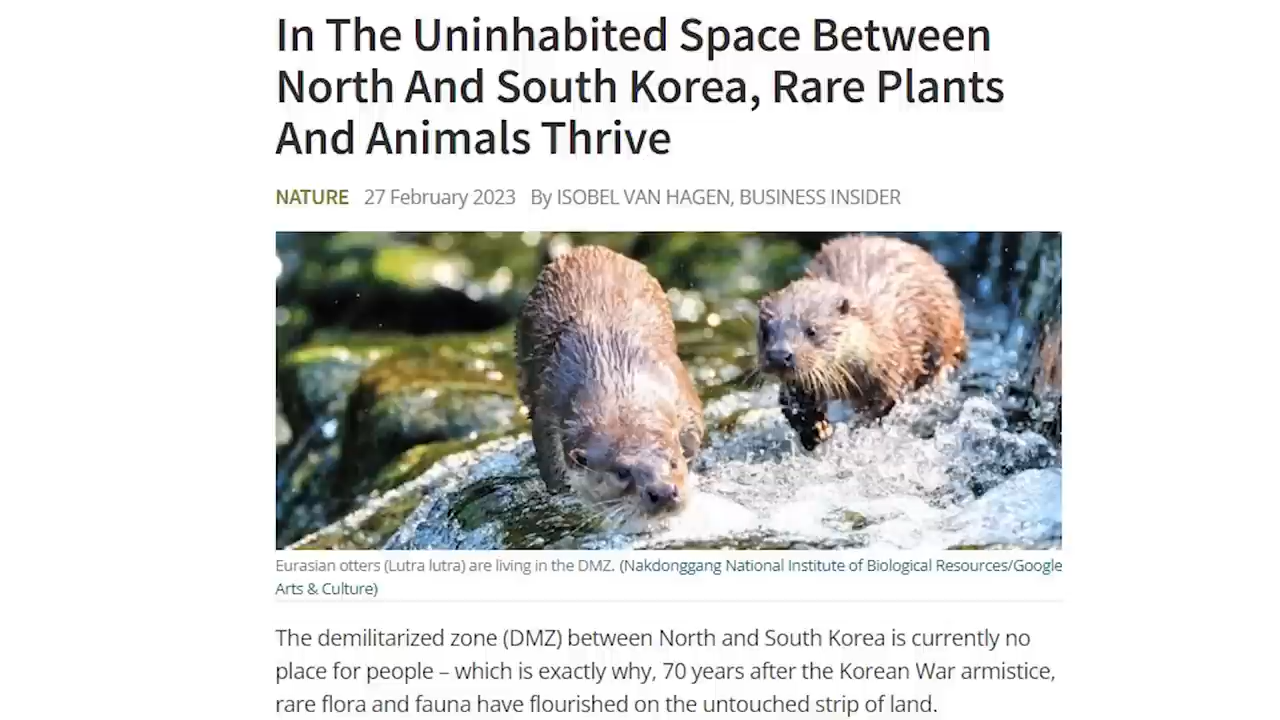 In The Uninhabited Space Between
North And South Korea, Rare Plants
And Animals Thrive
NATURE 27 February 2023 By ISOBEL VAN HAGEN, BUSINESS INSIDER
Eurasian otters (Lutra lutra) are living in the DMZ. (Nakdonggang National Institute of Biological Resources/Google
Arts & Culture)
The demilitarized zone (DMZ) between North and South Korea is currently no
place for people – which is exactly why, 70 years after the Korean War armistice,
rare flora and fauna have flourished on the untouched strip of land.